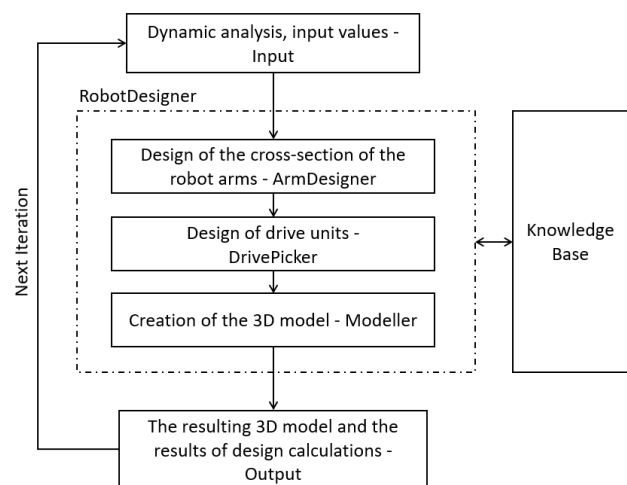 Dynamic analysis, input values -
Input
RobotDesigner
Design of the cross-section of the
robot arms - ArmDesigner
Design of drive units -
DrivePicker
Creation of the 3D model - Modeller
Knowledge
Base
Next Iteration
The resulting 3D model and the
results of design calculations -
Output